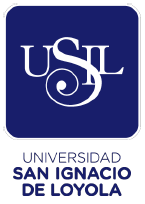 USIL
UNIVERSIDAD
SAN IGNACIO
DE LOYOLA